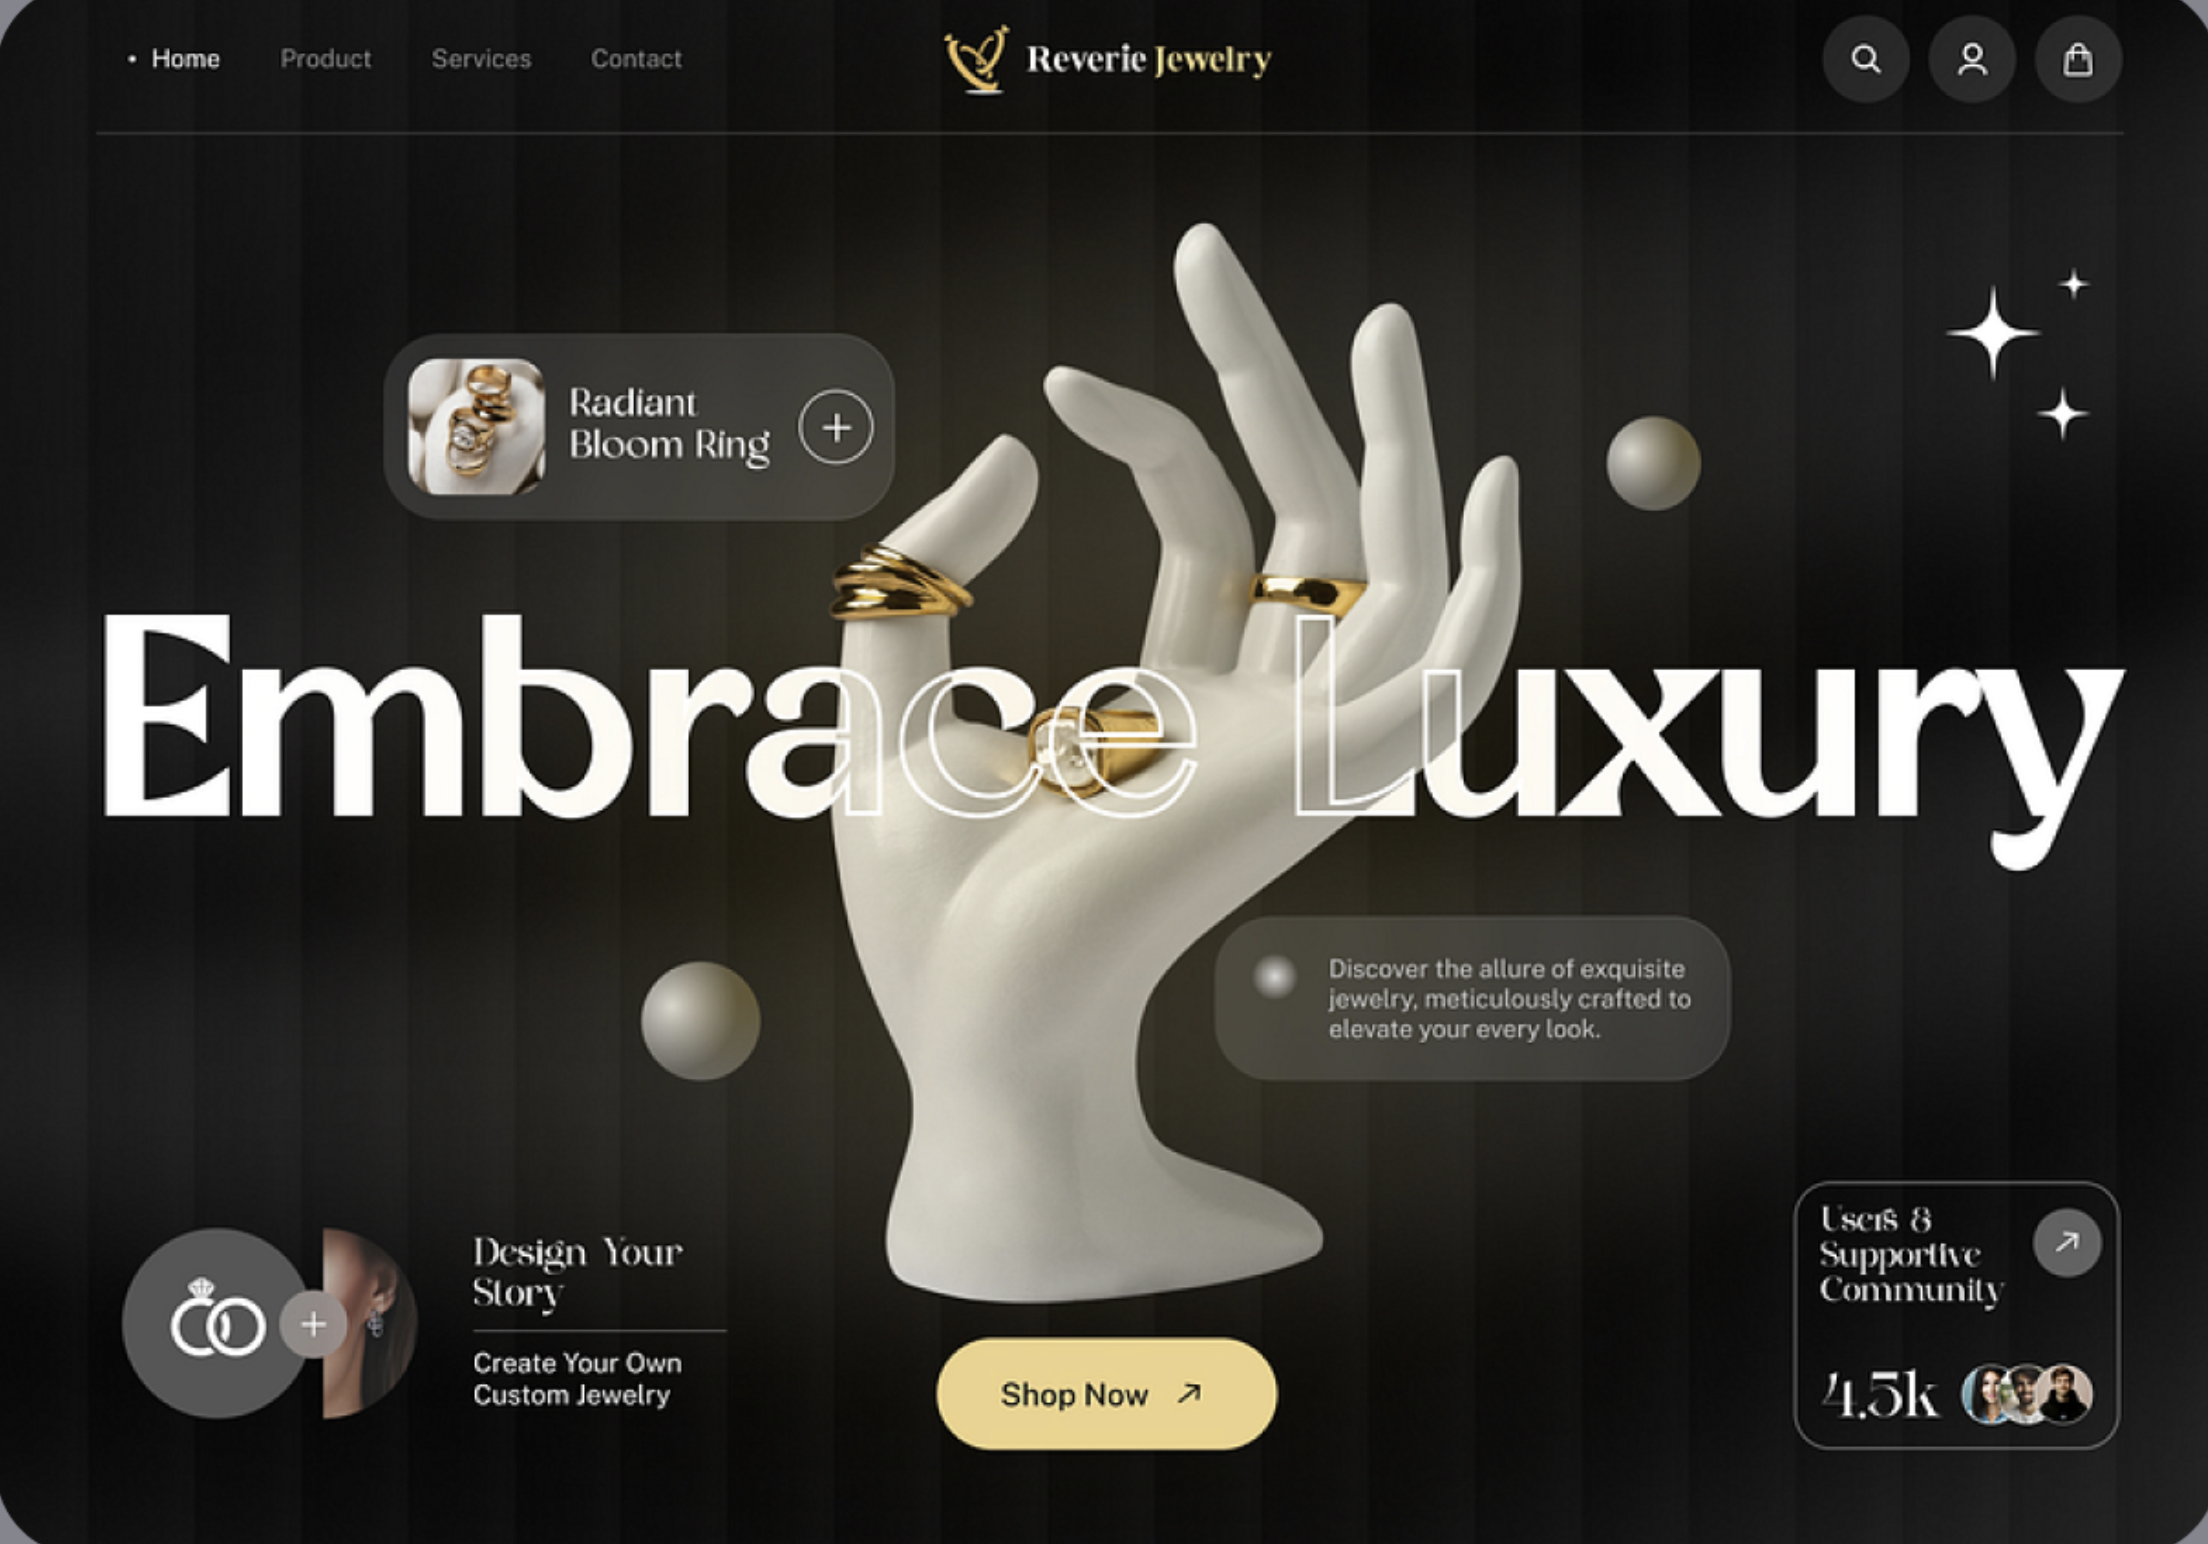 Home Product Services Contact
Reverie Jewelry
Radiant
Bloom Ring
Embrace Luxury
Discover the allure of exquisite
jewelry, meticulously crafted to
elevate your every look.
Design Your
Story
Create Your Own
Custom Jewelry
Shop Now
Users &
Supportive
Community
4.5k